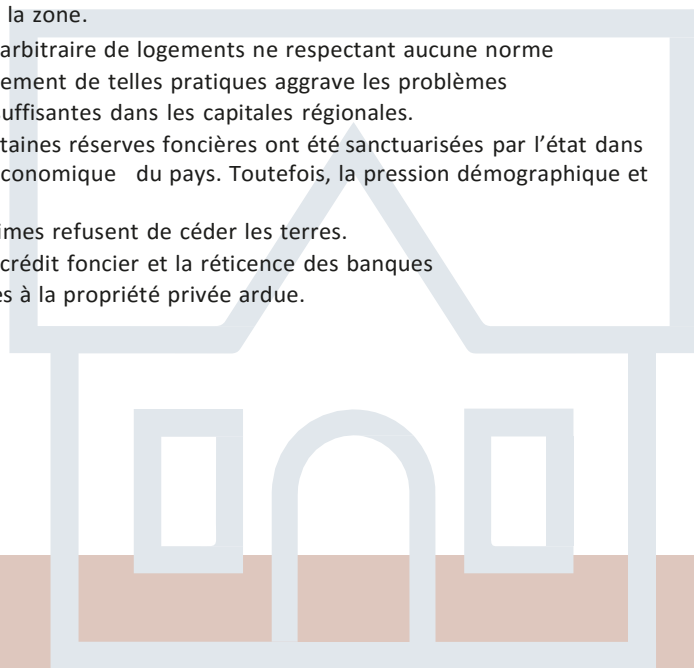 la zone.
arbitraire de logements ne respectant aucune norme
ement de telles pratiques aggrave les problèmes
uffisantes dans les capitales régionales.
taines réserves foncières ont été sanctuarisées par l’état dans
conomique du pays. Toutefois, la pression démographique et
imes refusent de céder les terres.
crédit foncier et la réticence des banques
s à la propriété privée ardue.